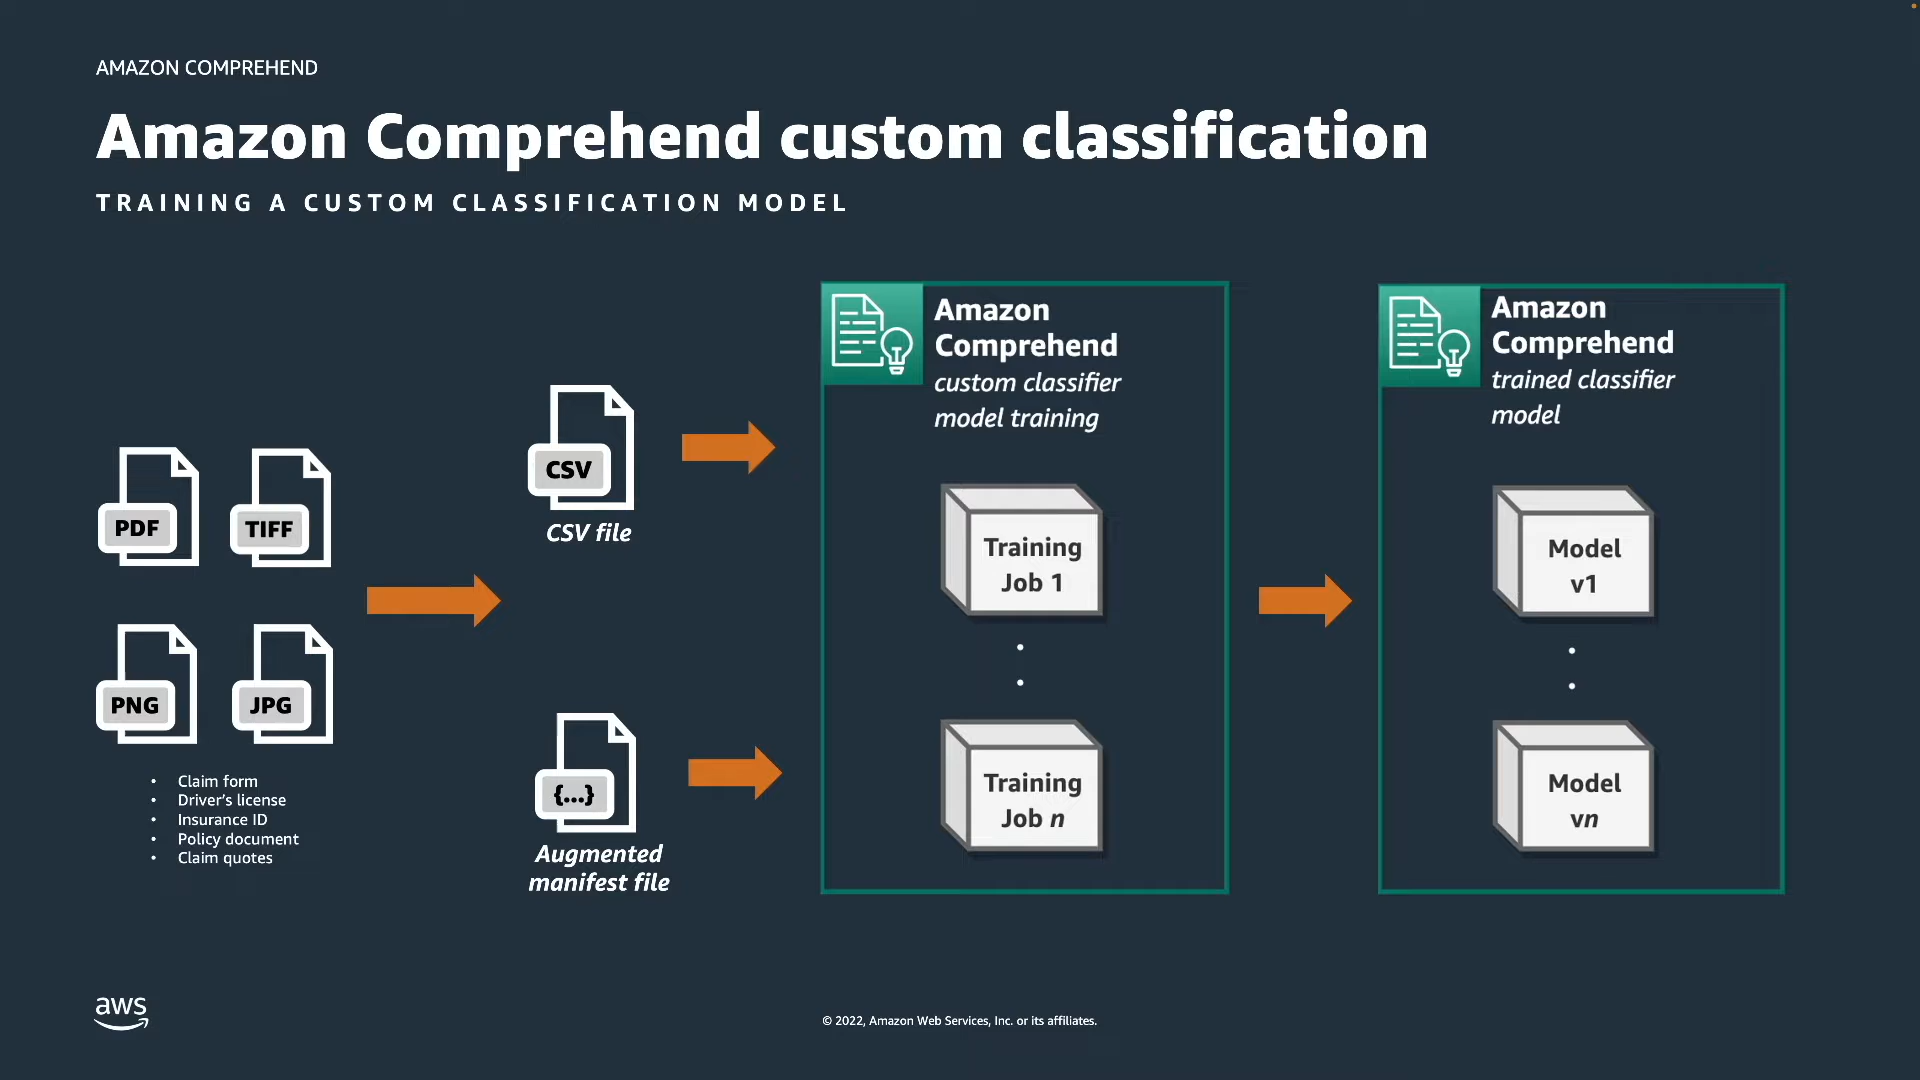 AMAZON COMPREHEND
Amazon Comprehend custom classification
TRAINING A CUSTOM CLASSIFICATION MODEL
PDF
TIFF
PNG
JPG
• Claim form
• Driver’s license
• Insurance ID
• Policy document
• Claim quotes
CSV
CSV file
{...}
Augmented
manifest file
Amazon
Comprehend
custom classifier
model training
Training
Job 1
Training
Job n
Amazon
Comprehend
trained classifier
model
Model
v1
Model
vn
aws
© 2022, Amazon Web Services, Inc. or its affiliates.